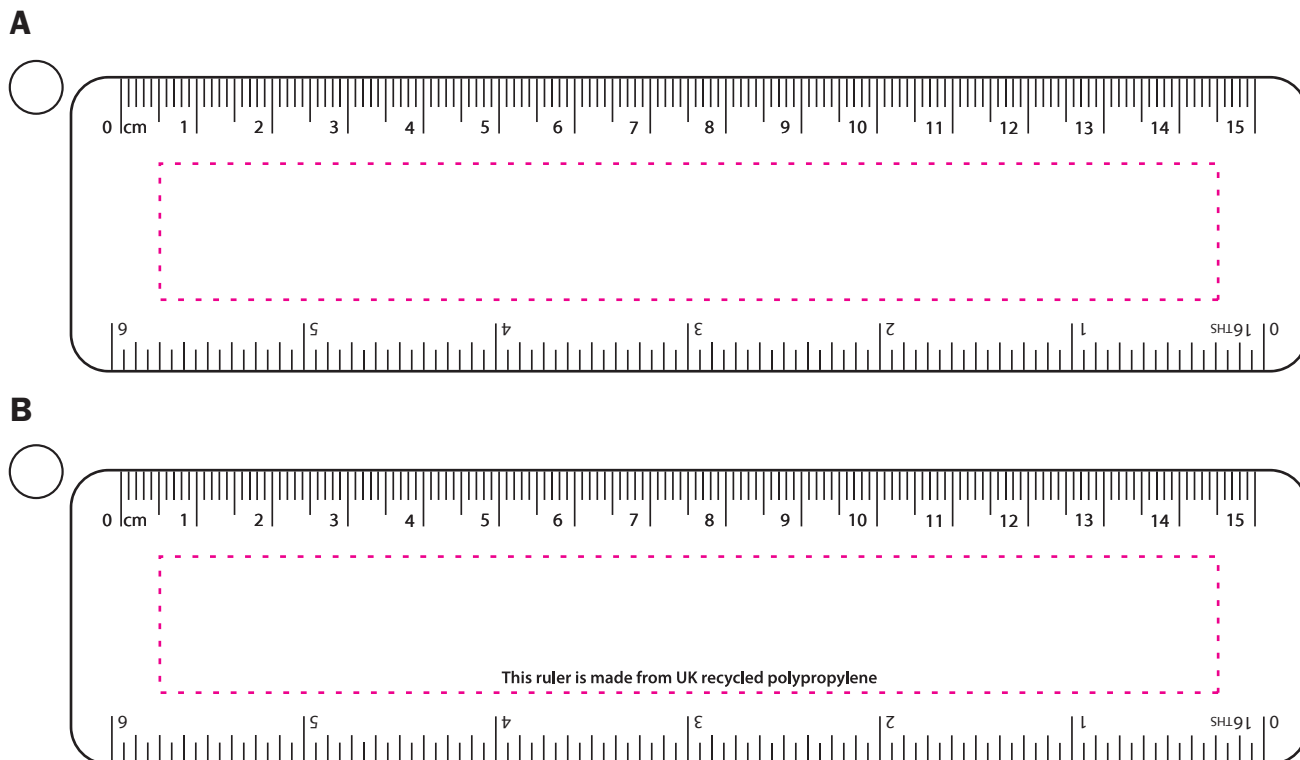 A
0 cm 1 2 3 4 5 6 7 8 9 10 11 12 13 14 15
6 5 4 3 2 1 16THS 0
B
0 cm 1 2 3 4 5 6 7 8 9 10 11 12 13 14 15
This ruler is made from UK recycled polypropylene
6 5 4 3 2 1 16THS 0